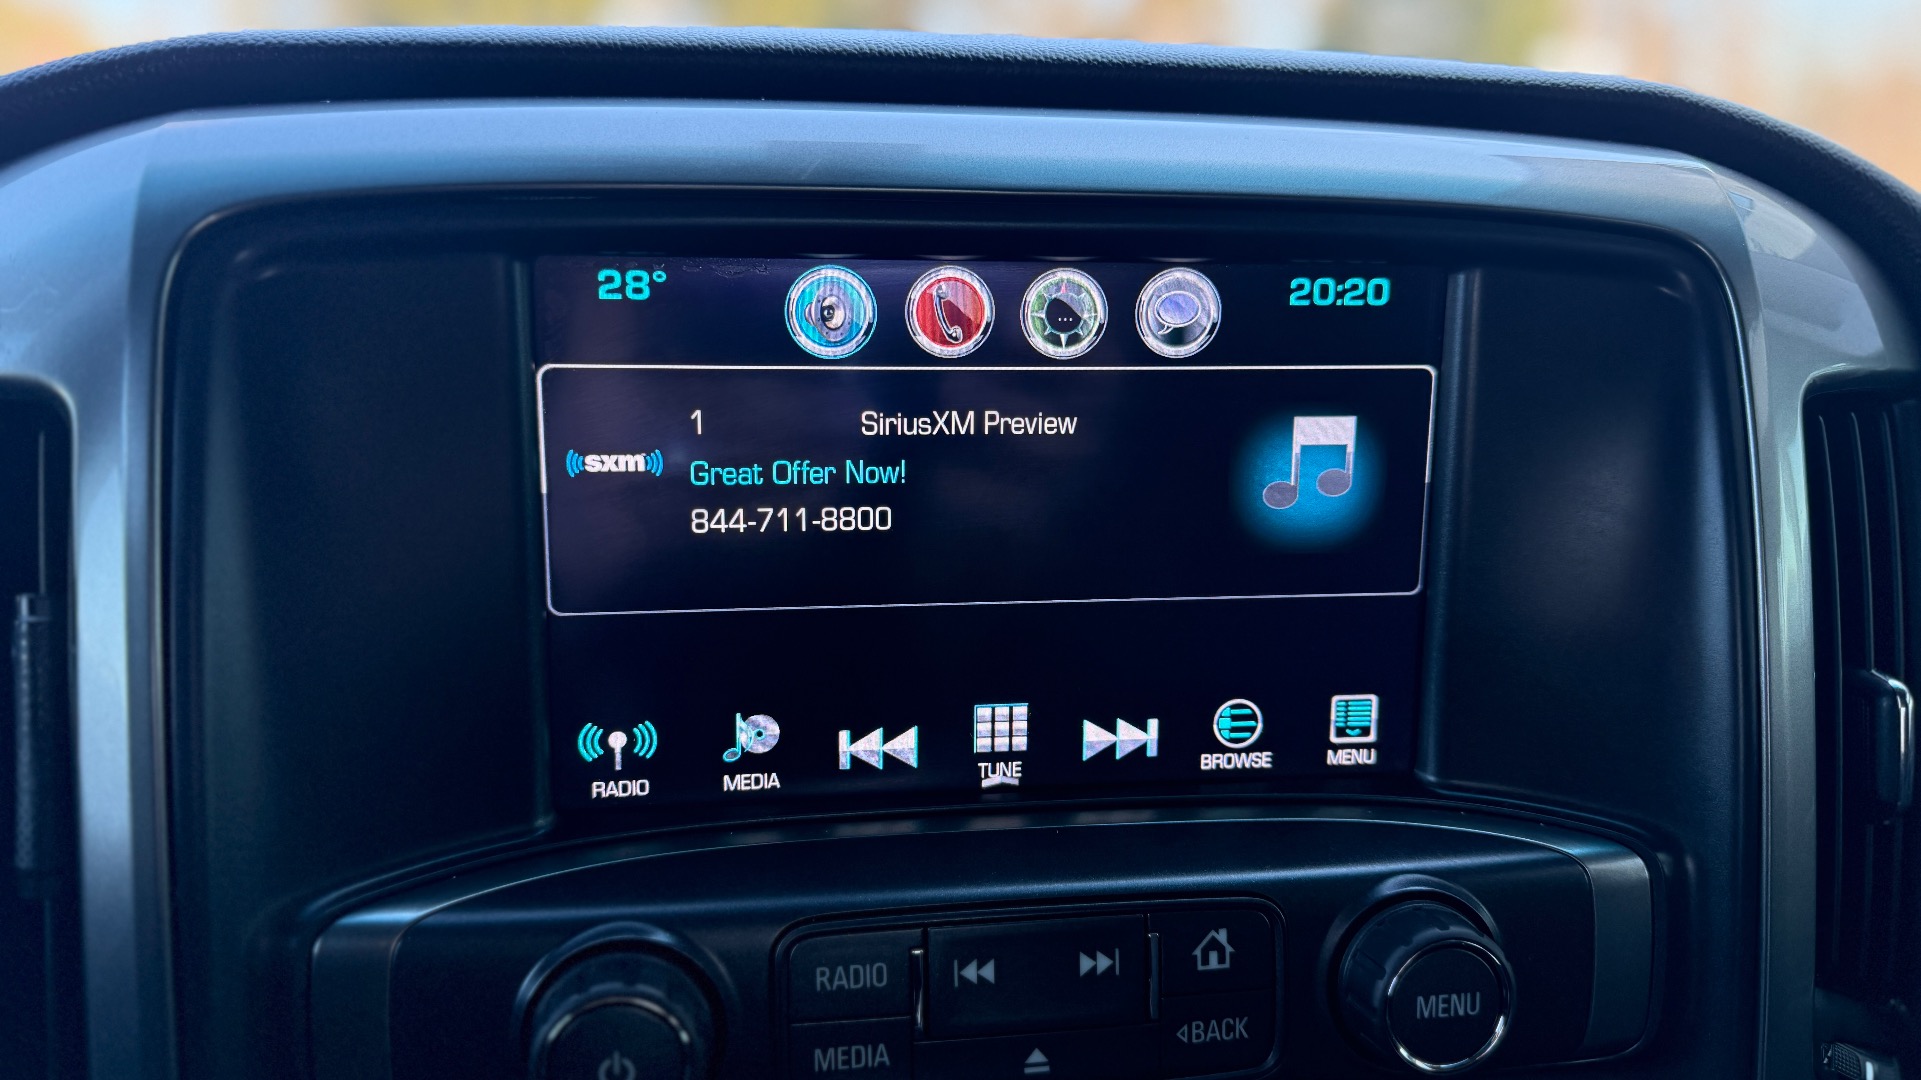 28° 20:20
1 SiriusXM Preview
sxm
Great Offer Now!
844-711-8800
RADIO MEDIA TUNE BROWSE MENU
RADIO
MEDIA
BACK
MENU